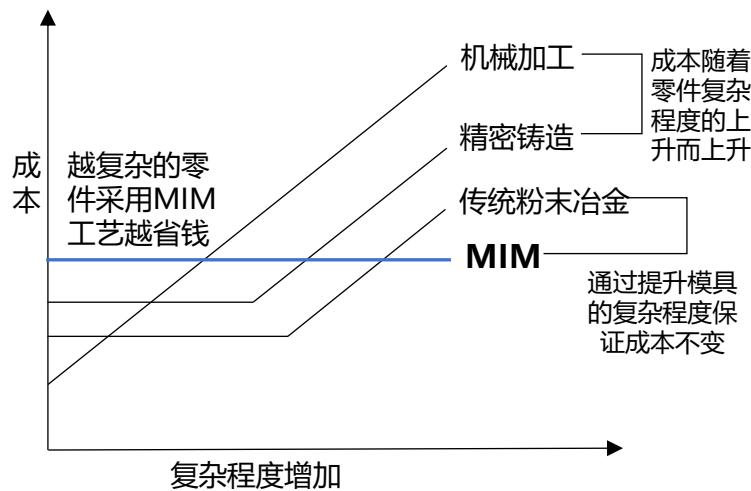 机械加工
成本随着
零件复杂
程度的上
升而上升
精密铸造
成
本
越复杂的零
件采用MIM
工艺越省钱
传统粉末冶金
MIM
通过提升模具
的复杂程度保
证成本不变
复杂程度增加